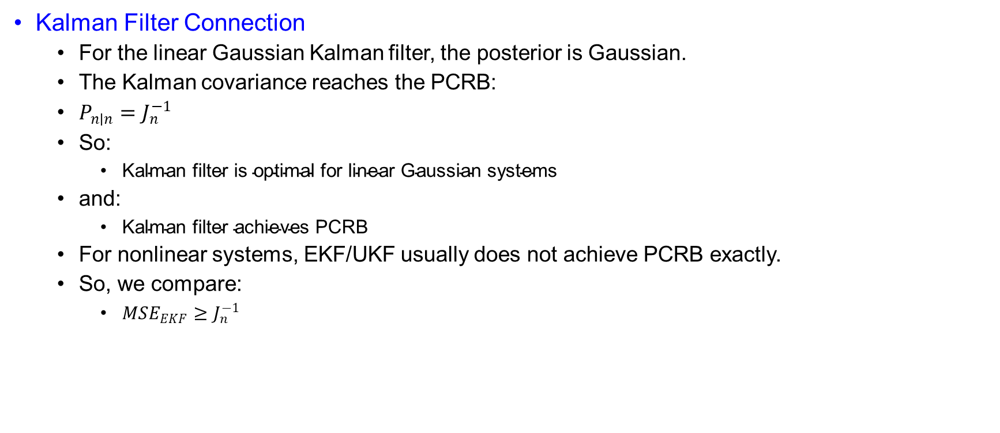 • Kalman Filter Connection
• For the linear Gaussian Kalman filter, the posterior is Gaussian.
• The Kalman covariance reaches the PCRB:
• $P_{n|n} = J_n^{-1}$
• So:
• Kalman filter is optimal for linear Gaussian systems
• and:
• Kalman filter achieves PCRB
• For nonlinear systems, EKF/UKF usually does not achieve PCRB exactly.
• So, we compare:
• $MSE_{EKF} \geq J_n^{-1}$